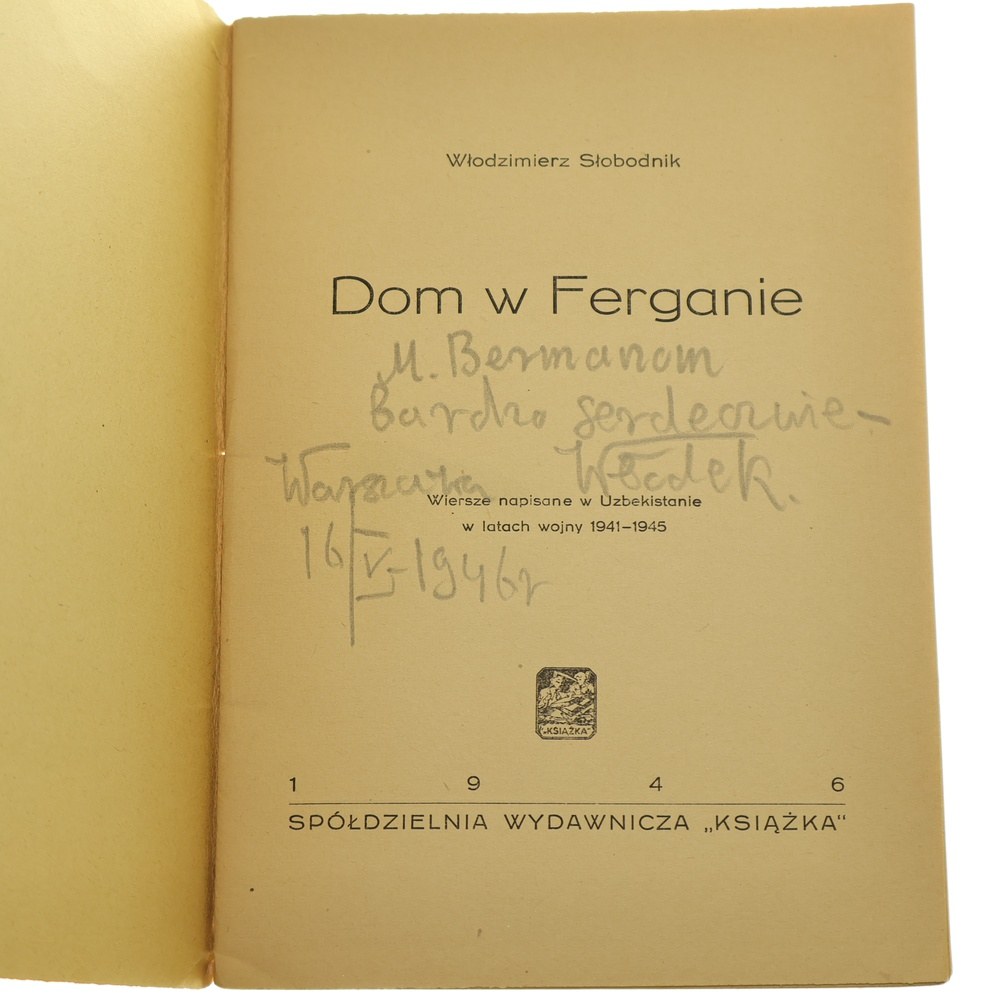 Włodzimierz Słobodnik
Dom w Ferganie
M. Bermanom
bardzo serdecznie –
Warszawa Włodek.
Wiersze napisane w Uzbekistanie
w latach wojny 1941–1945
16/V–1946r
„KSIĄŻKA"
1 9 4 6
SPÓŁDZIELNIA WYDAWNICZA „KSIĄŻKA“